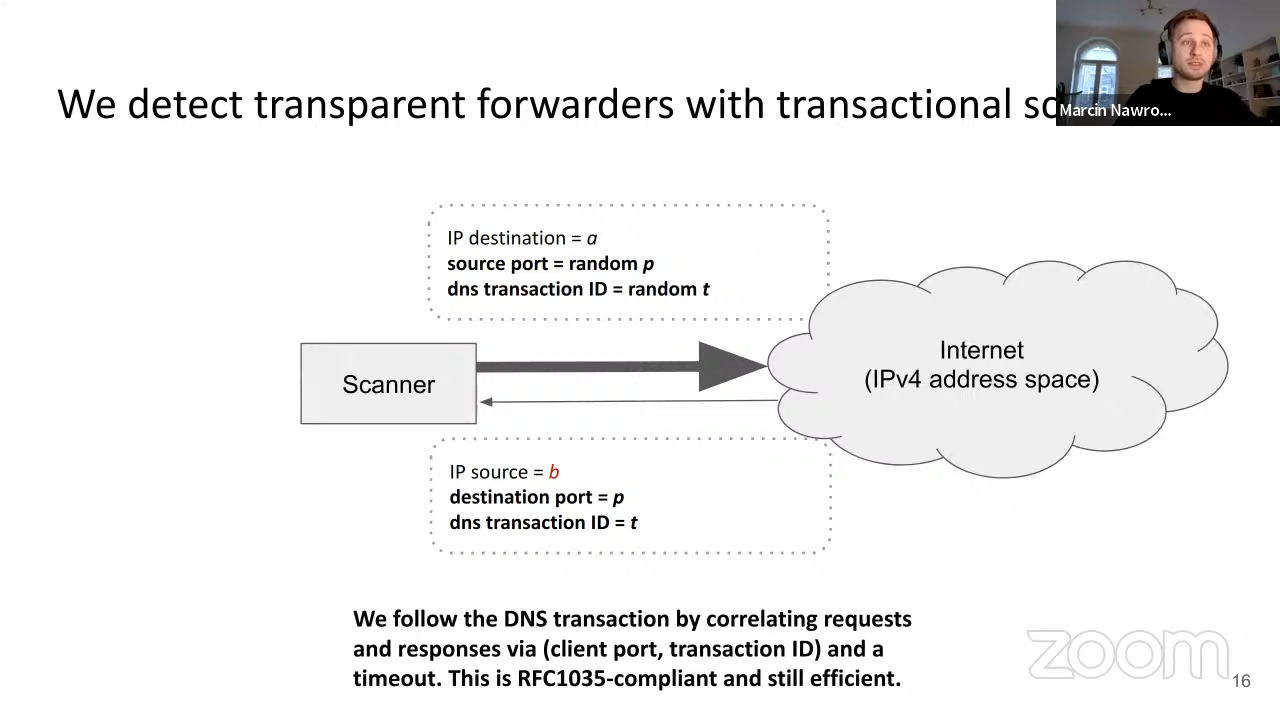 We detect transparent forwarders with transactional sc
Marcin Nawro...
IP destination = a
source port = random p
dns transaction ID = random t
Scanner
Internet
(IPv4 address space)
IP source = b
destination port = p
dns transaction ID = t
We follow the DNS transaction by correlating requests
and responses via (client port, transaction ID) and a
timeout. This is RFC1035-compliant and still efficient.
zoom
16